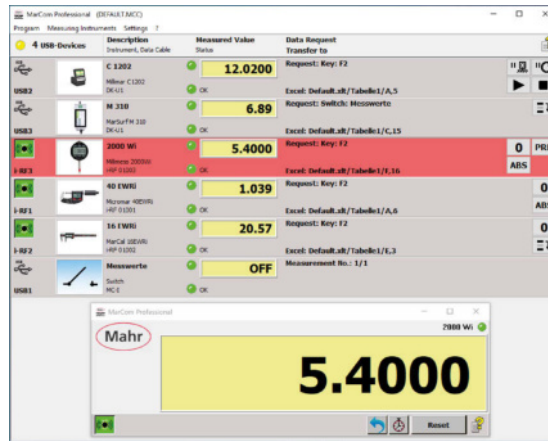 MarCom Professional (DEFAULT.MCC)
Program Measuring Instruments Settings ?
4 USB-Devices Description Measured Value Data Request
Instrument, Data Cable Status Transfer to
C 1202 12.0200 Request: Key: F2
Millimar C1202
USB2 DK-U1 OK Excel: Default.xlt/Tabelle1/A,5
M 310 6.89 Request: Switch: Messwerte
MarSurf M 310
USB3 DK-U1 OK Excel: Default.xlt/Tabelle1/C,15
2000 Wi 5.4000 Request: Key: F2 0 PRE
Millimess 2000Wi ABS
i-RF3 OK Excel: Default.xlt/Tabelle1/F,16
40 EWRi 1.039 Request: Key: F2 0
Micromar 40EWRi
i-RF1 i-RF 01001 OK Excel: Default.xlt/Tabelle1/A,6
16 EWRi 20.57 Request: Key: F2 0
MarCal 16EWRi
i-RF2 i-RF 01002 OK Excel: Default.xlt/Tabelle1/E,3
Messwerte OFF Measurement No.: 1/1
Switch
USB1 MC-E OK
MarCom Professional
Mahr 2000 Wi
5.4000
Reset